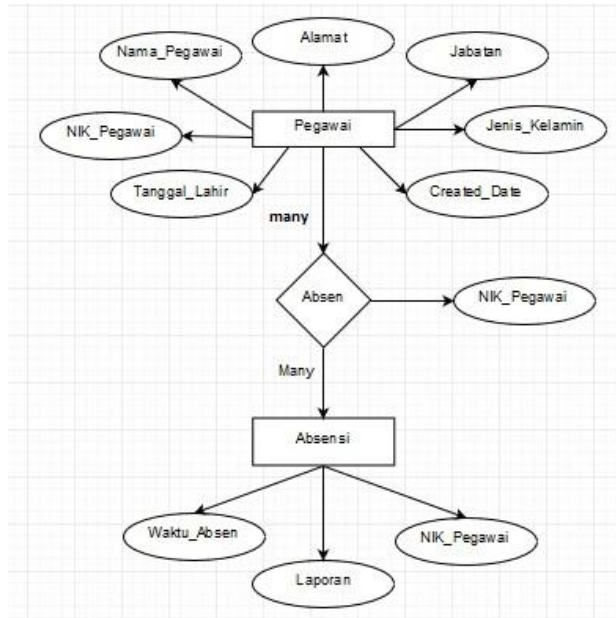 Alamat
Nama_Pegawai
Jabatan
Pegawai
NIK_Pegawai
Jenis_Kelamin
Tanggal_Lahir
Created_Date
many
Absen
NIK_Pegawai
Many
Absensi
Waktu_Absen
NIK_Pegawai
Laporan